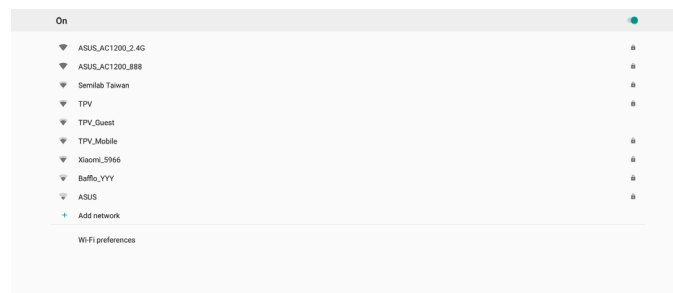 On
ASUS_AC1200_2.4G
ASUS_AC1200_888
Semilab Taiwan
TPV
TPV_Guest
TPV_Mobile
Xiaomi_5966
Bafflo_YYY
ASUS
+ Add network
Wi-Fi preferences